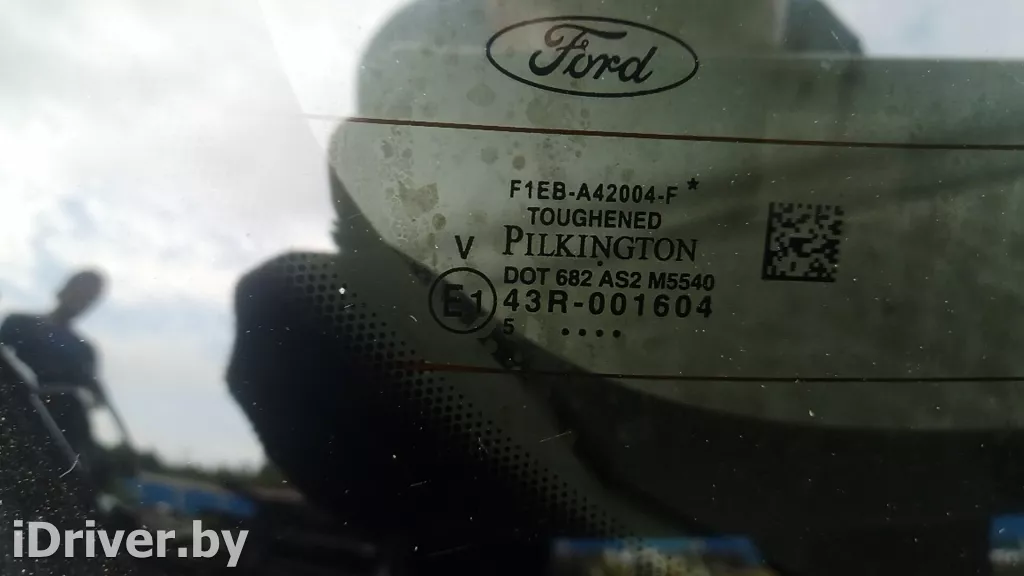 Ford
F1EB-A42004-F*
TOUGHENED
V PILKINGTON
DOT 682 AS2 M5540
E1 43R-001604
5 ••••
iDriver.by